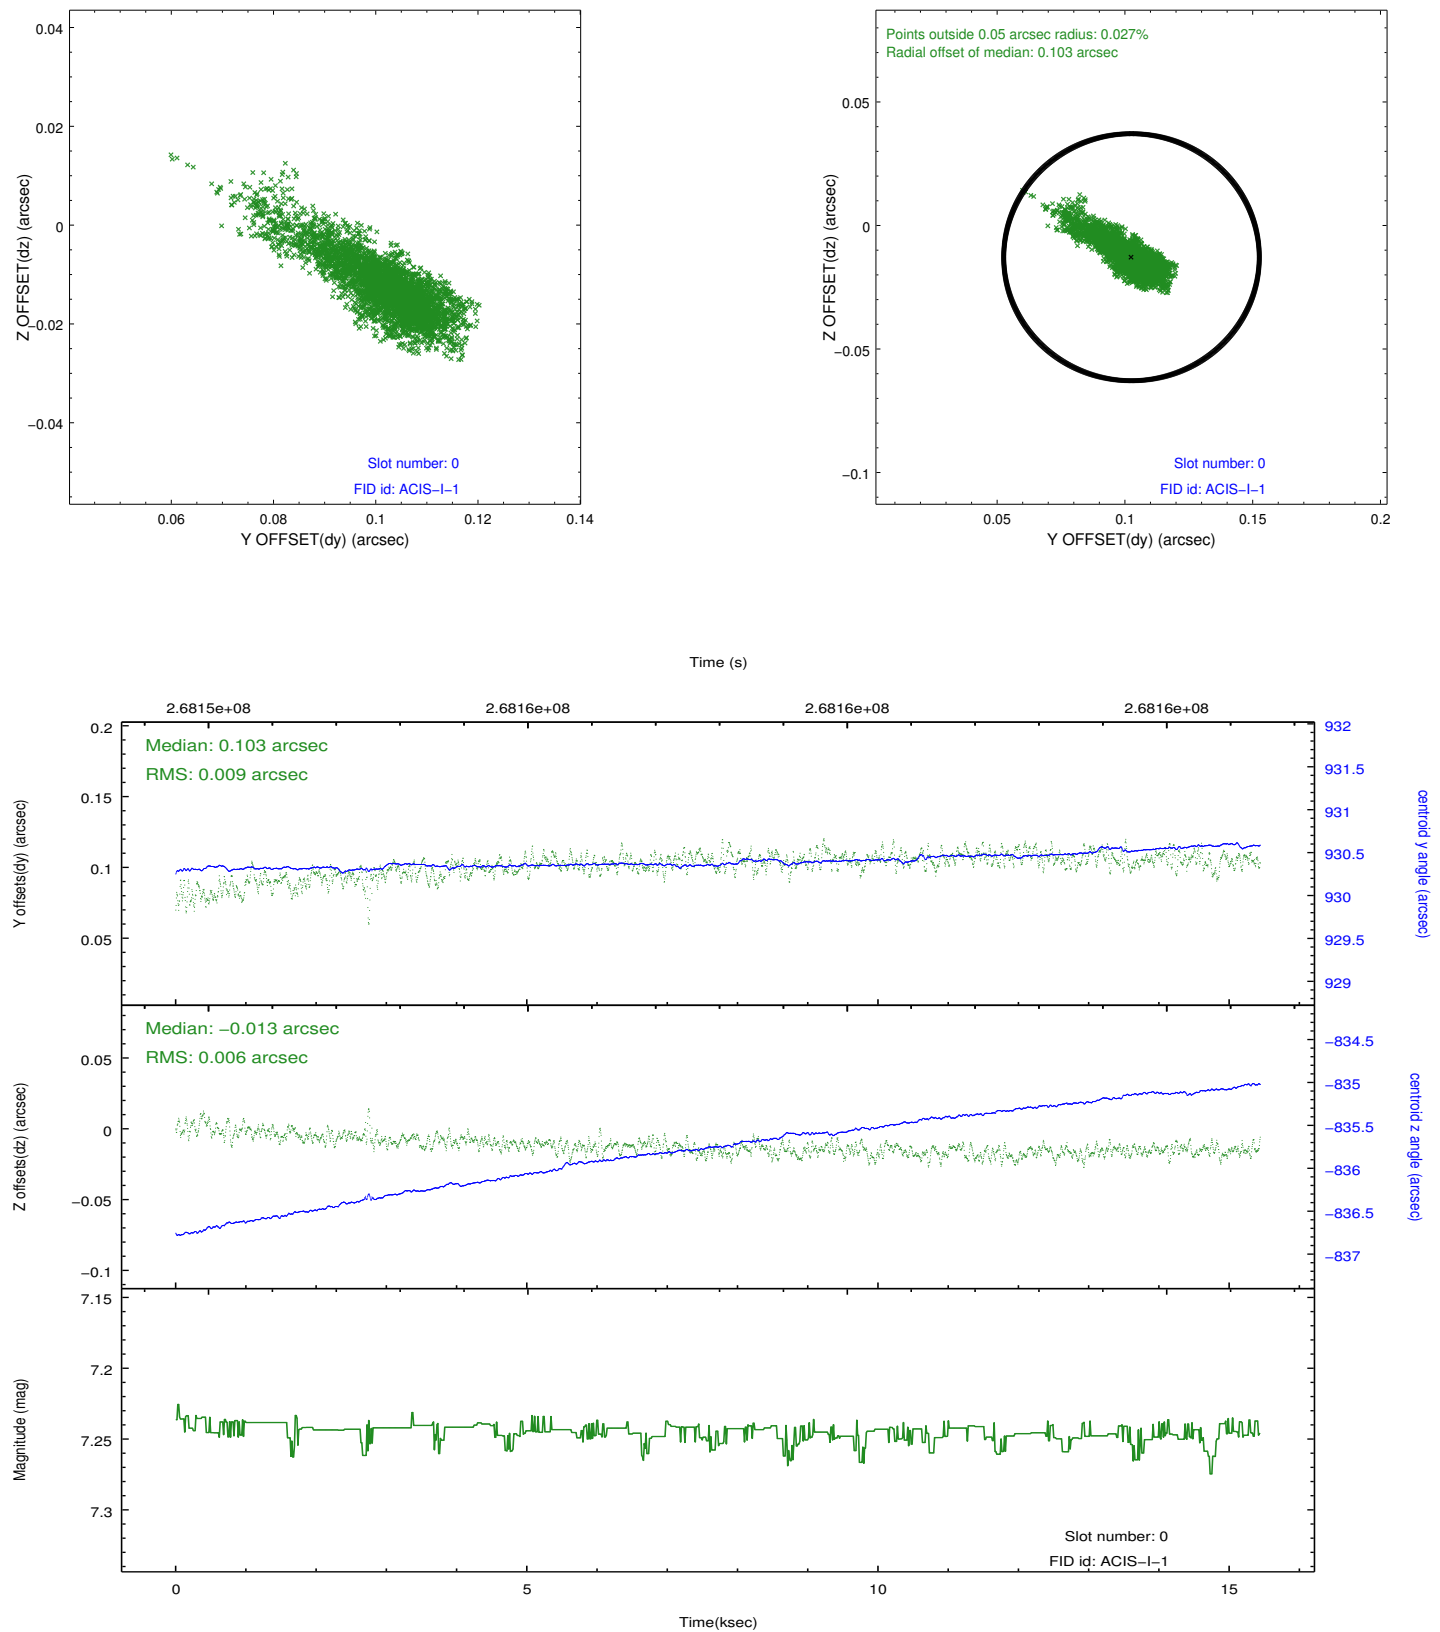 0.04
0.02
0
−0.02
−0.04
Z OFFSET(dz) (arcsec)
Slot number: 0
FID id: ACIS−I−1
0.06 0.08 0.1 0.12 0.14
Y OFFSET(dy) (arcsec)
Points outside 0.05 arcsec radius: 0.027%
Radial offset of median: 0.103 arcsec
0.05
0
−0.05
−0.1
Z OFFSET(dz) (arcsec)
Slot number: 0
FID id: ACIS−I−1
0.05 0.1 0.15 0.2
Y OFFSET(dy) (arcsec)
Time (s)
2.6815e+08 2.6816e+08 2.6816e+08 2.6816e+08
Median: 0.103 arcsec
RMS: 0.009 arcsec
0.2
0.15
0.1
0.05
Y offsets(dy) (arcsec)
932
931.5
931
930.5
930
929.5
929
centroid y angle (arcsec)
Median: −0.013 arcsec
RMS: 0.006 arcsec
0.05
0
−0.05
−0.1
Z offsets(dz) (arcsec)
−834.5
−835
−835.5
−836
−836.5
−837
centroid z angle (arcsec)
7.15
7.2
7.25
7.3
Magnitude (mag)
Slot number: 0
FID id: ACIS−I−1
0 5 10 15
Time(ksec)